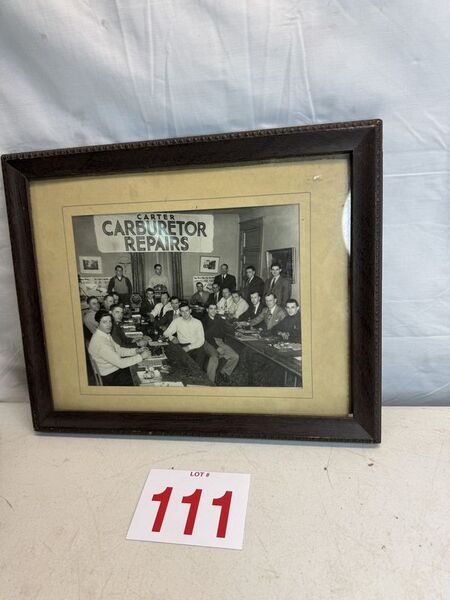 CARTER
CARBURETOR
REPAIRS
LOT #
111